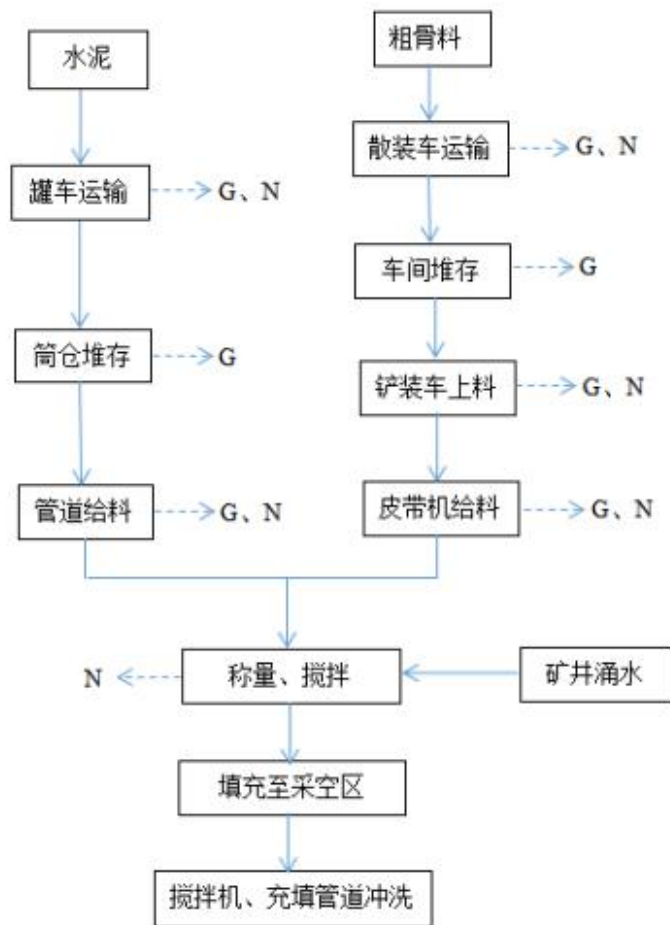 水泥
粗骨料
散装车运输
G、N
罐车运输
G、N
车间堆存
G
筒仓堆存
G
铲装车上料
G、N
管道给料
G、N
皮带机给料
G、N
N
称量、搅拌
矿井涌水
填充至采空区
搅拌机、充填管道冲洗